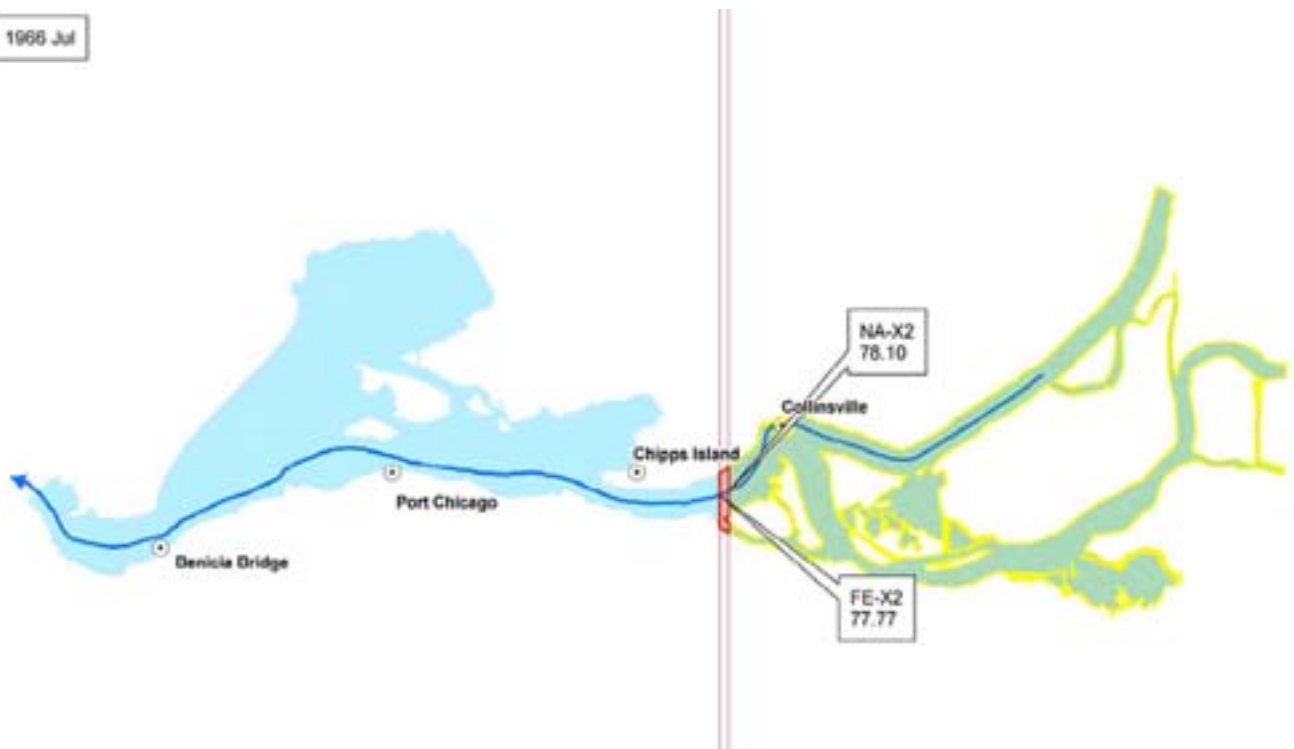 1966 Jul
NA-X2
78.10
Collinsville
Chipps Island
Port Chicago
Denicia Dridge
FE-X2
77.77